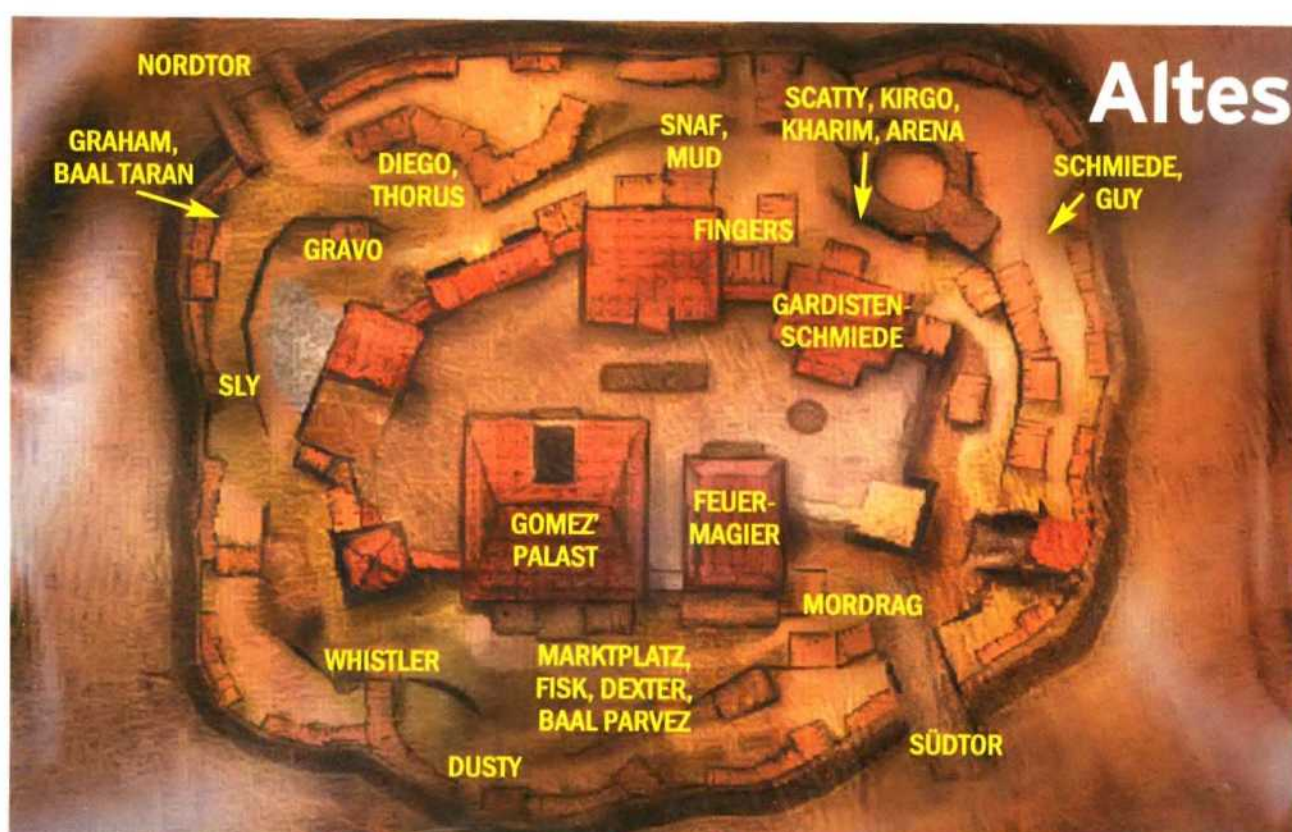 Altes
NORDTOR
GRAHAM,
BAAL TARAN
DIEGO,
THORUS
SNAF,
MUD
SCATTY, KIRGO,
KHARIM, ARENA
SCHMIEDE,
GUY
GRAVO
FINGERS
GARDISTEN-
SCHMIEDE
SLY
GOMEZ'
PALAST
FEUER-
MAGIER
MORDRAG
WHISTLER
MARKTPLATZ,
FISK, DEXTER,
BAAL PARVEZ
SÜDTOR
DUSTY